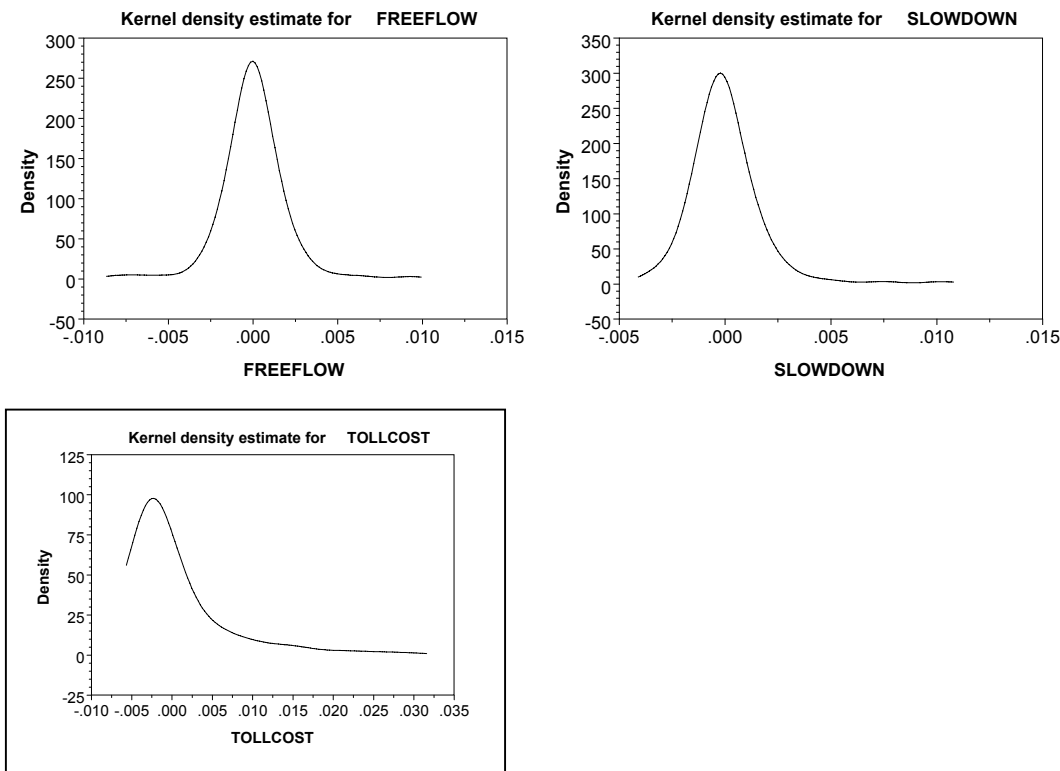 Kernel density estimate for FREEFLOW
300
250
200
150
100
50
0
-50
Density
-.010 -.005 .000 .005 .010 .015
FREEFLOW
Kernel density estimate for SLOWDOWN
350
300
250
200
150
100
50
0
-50
Density
-.005 .000 .005 .010 .015
SLOWDOWN
Kernel density estimate for TOLLCOST
125
100
75
50
25
0
-25
Density
-.010 -.005 .000 .005 .010 .015 .020 .025 .030 .035
TOLLCOST